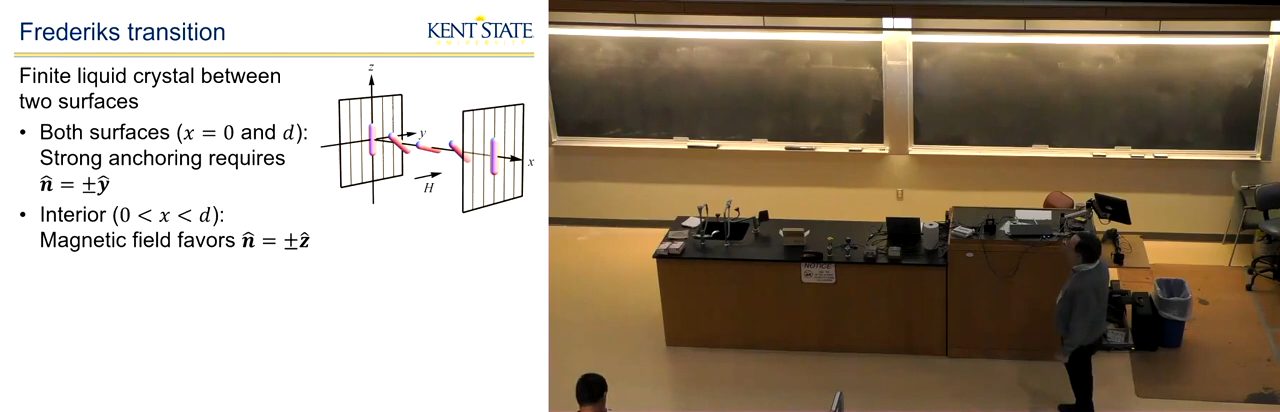 Frederiks transition
KENT STATE
UNIVERSITY
Finite liquid crystal between
two surfaces
• Both surfaces (x = 0 and d):
Strong anchoring requires
n̂ = ±ŷ
• Interior (0 < x < d):
Magnetic field favors n̂ = ±ẑ
z
y
x
H
NOTICE